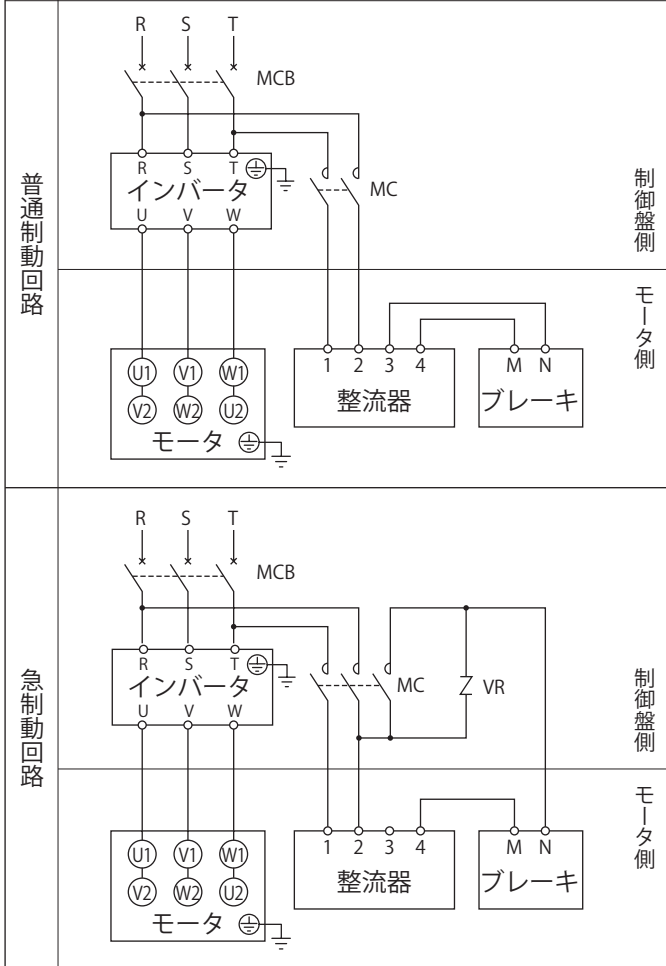 普通制動回路
R S T
MCB
R S T
インバータ
U V W
MC
制御盤側
モータ側
U1 V1 W1
V2 W2 U2
モータ
1 2 3 4
整流器
M N
ブレーキ
急制動回路
R S T
MCB
R S T
インバータ
U V W
MC
VR
制御盤側
モータ側
U1 V1 W1
V2 W2 U2
モータ
1 2 3 4
整流器
M N
ブレーキ